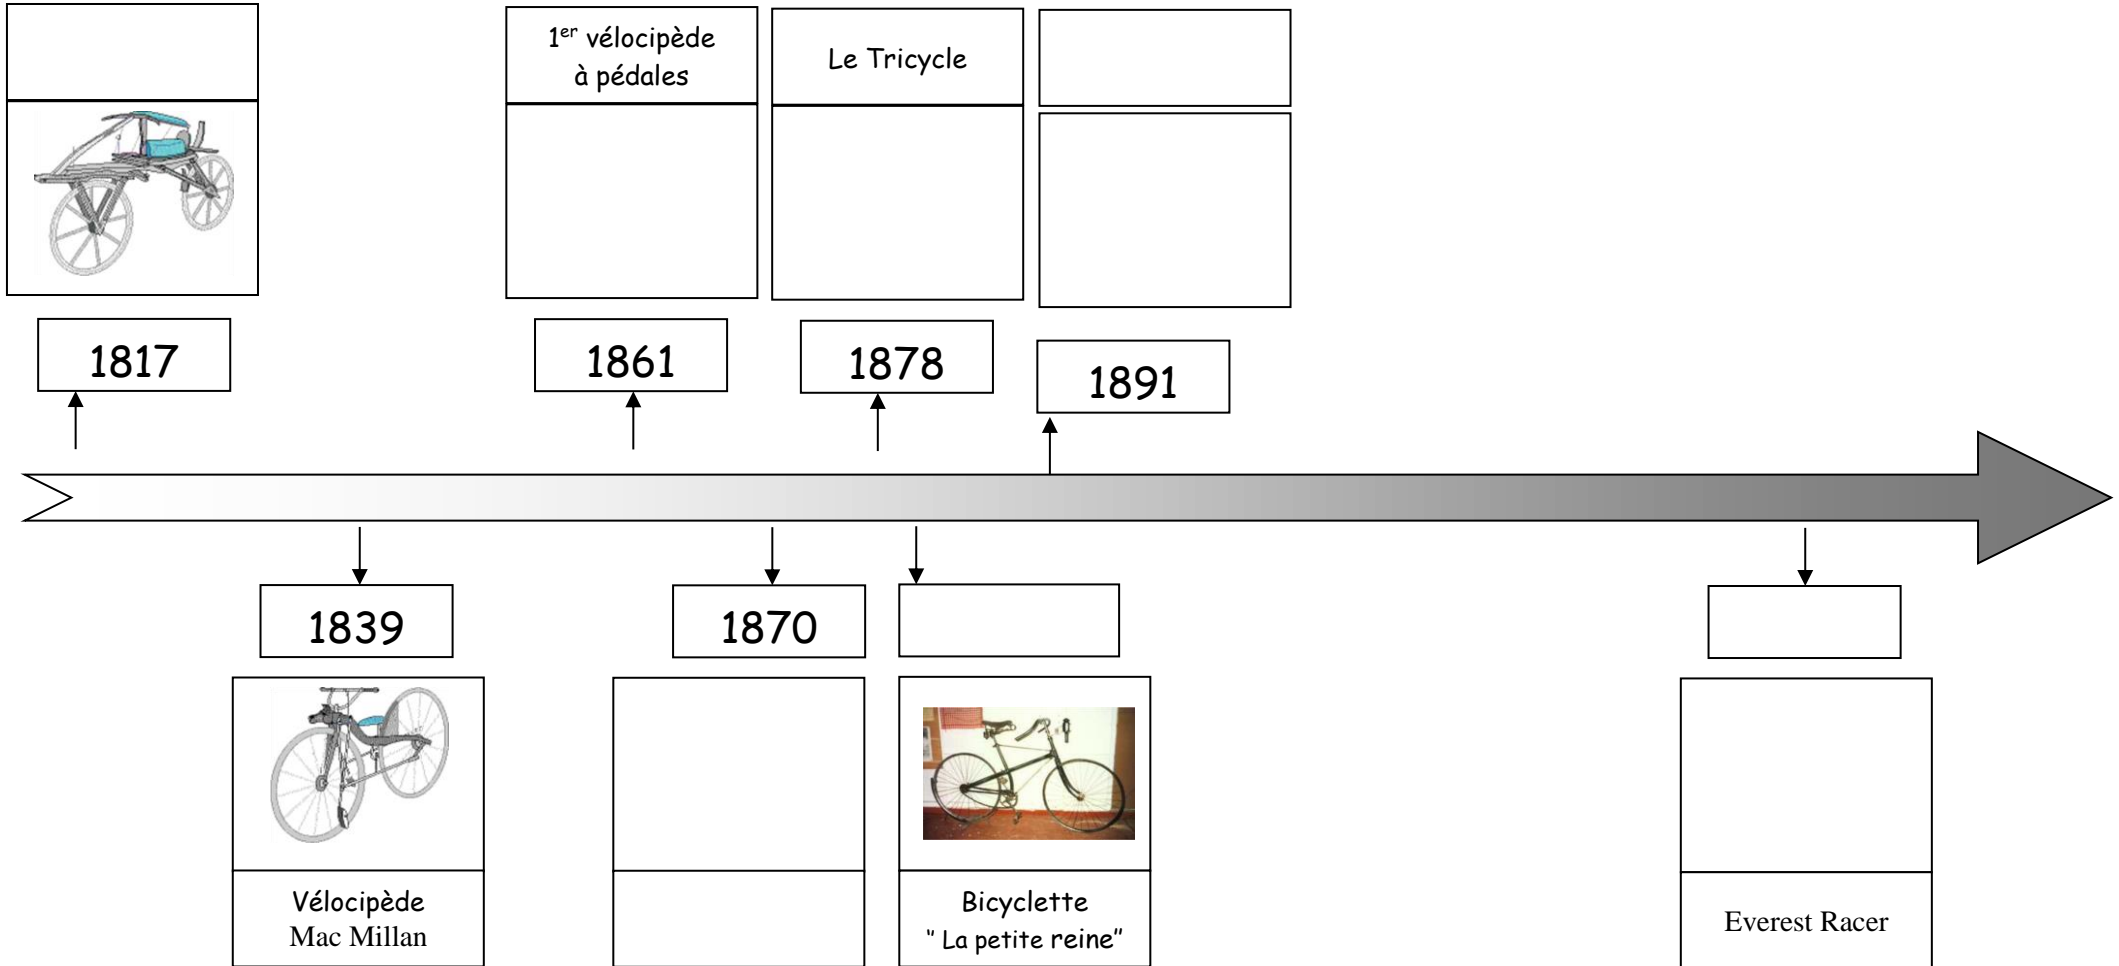 1er vélocipède
à pédales
Le Tricycle
1817
1861
1878
1891
1839
1870
Vélocipède
Mac Millan
Bicyclette
" La petite reine"
Everest Racer